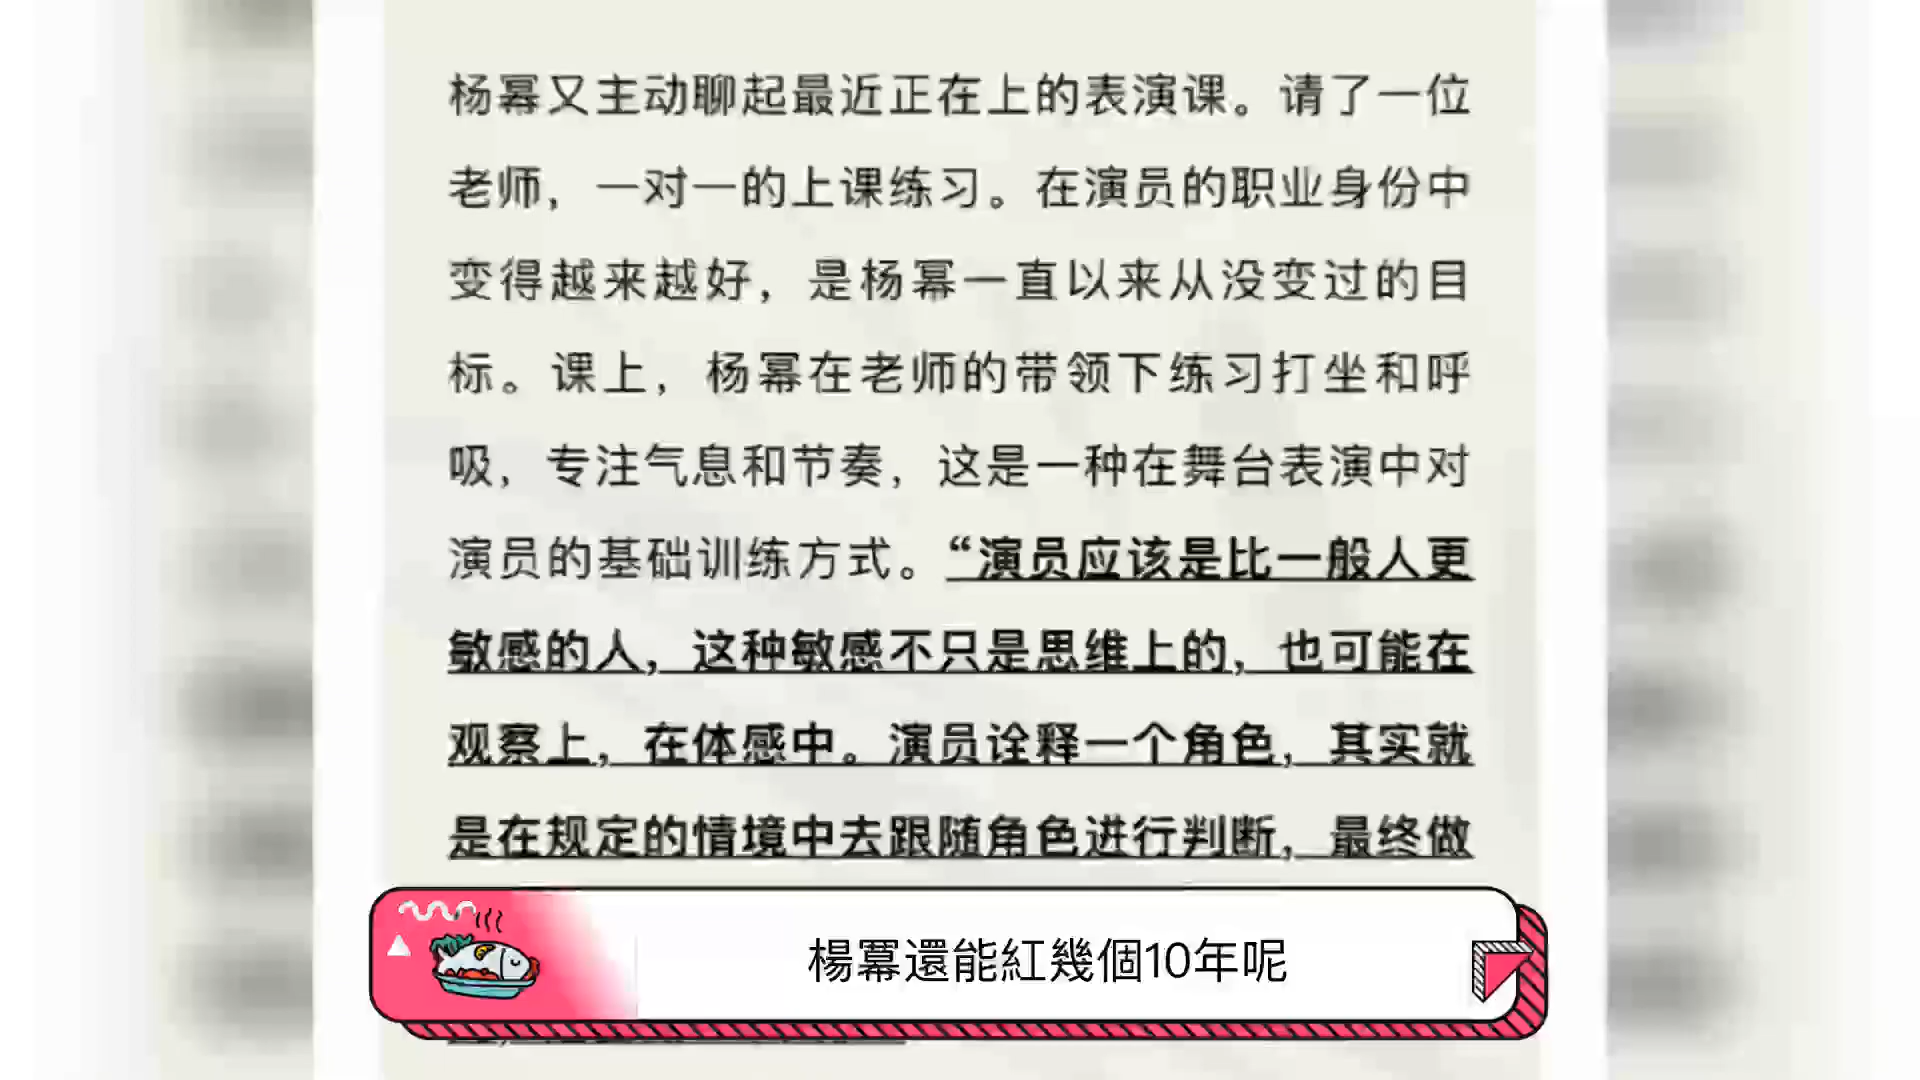 杨幂又主动聊起最近正在上的表演课。请了一位
老师，一对一的上课练习。在演员的职业身份中
变得越来越好，是杨幂一直以来从没变过的目
标。课上，杨幂在老师的带领下练习打坐和呼
吸，专注气息和节奏，这是一种在舞台表演中对
演员的基础训练方式。“演员应该是比一般人更
敏感的人，这种敏感不只是思维上的，也可能在
观察上，在体感中。演员诠释一个角色，其实就
是在规定的情境中去跟随角色进行判断，最终做
楊冪還能紅幾個10年呢